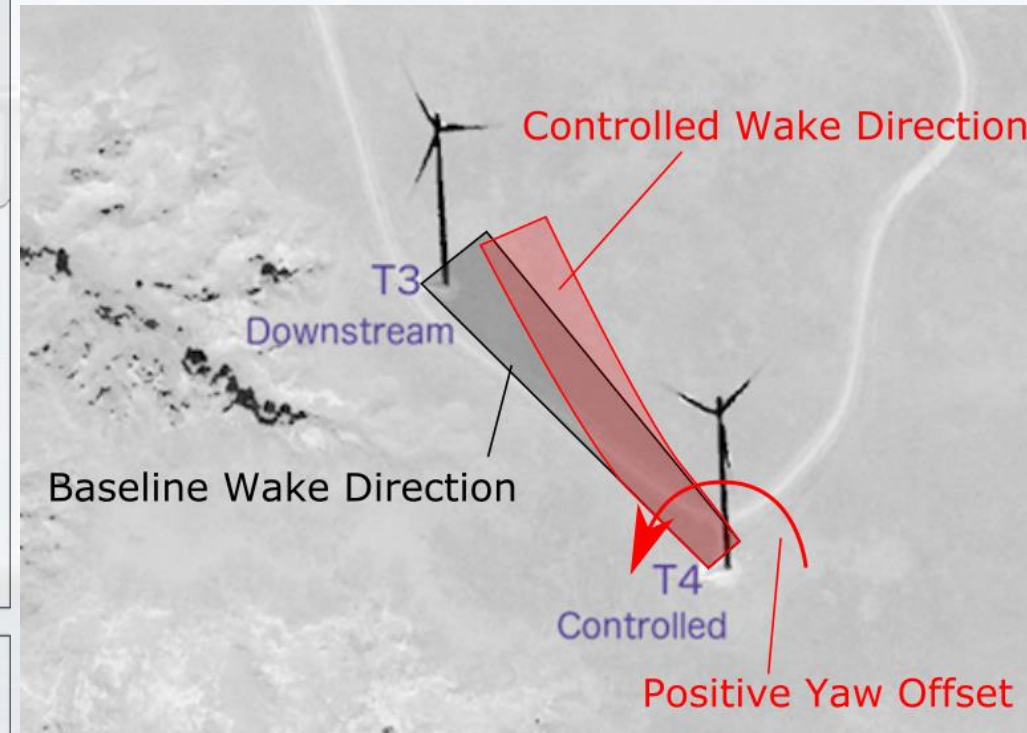 Controlled Wake Direction
T3
Downstream
Baseline Wake Direction
T4
Controlled
Positive Yaw Offset